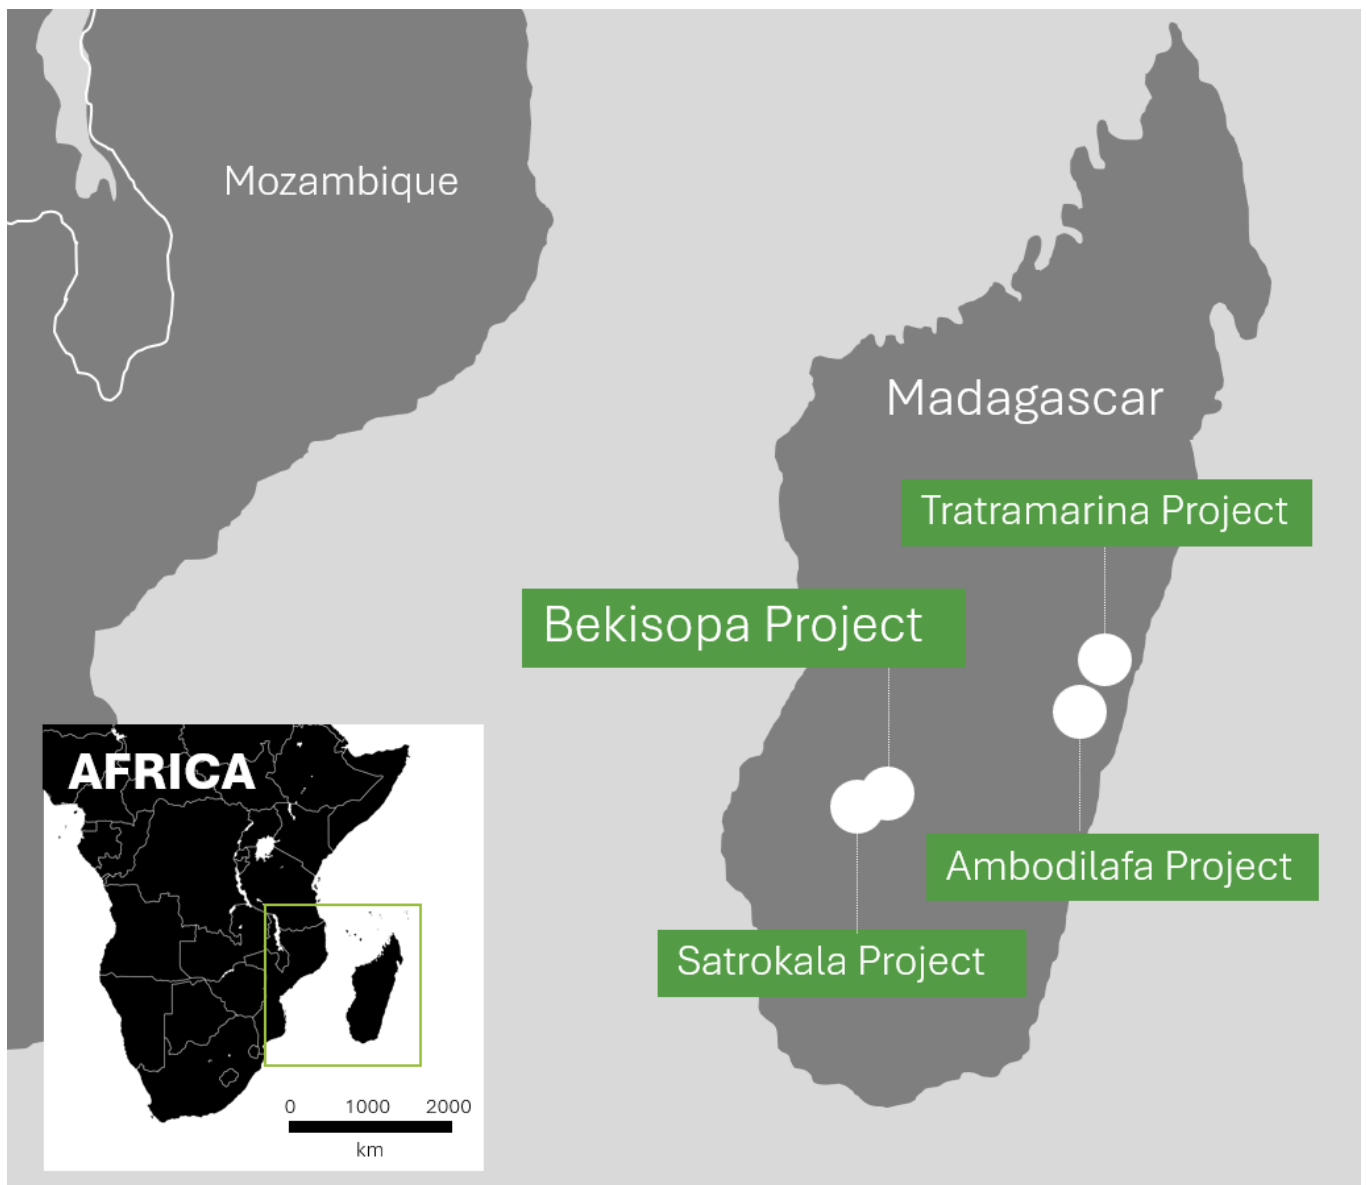 Mozambique
Madagascar
Tratramarina Project
Bekisopa Project
Ambodilafa Project
Satrokala Project
AFRICA
0 1000 2000
km